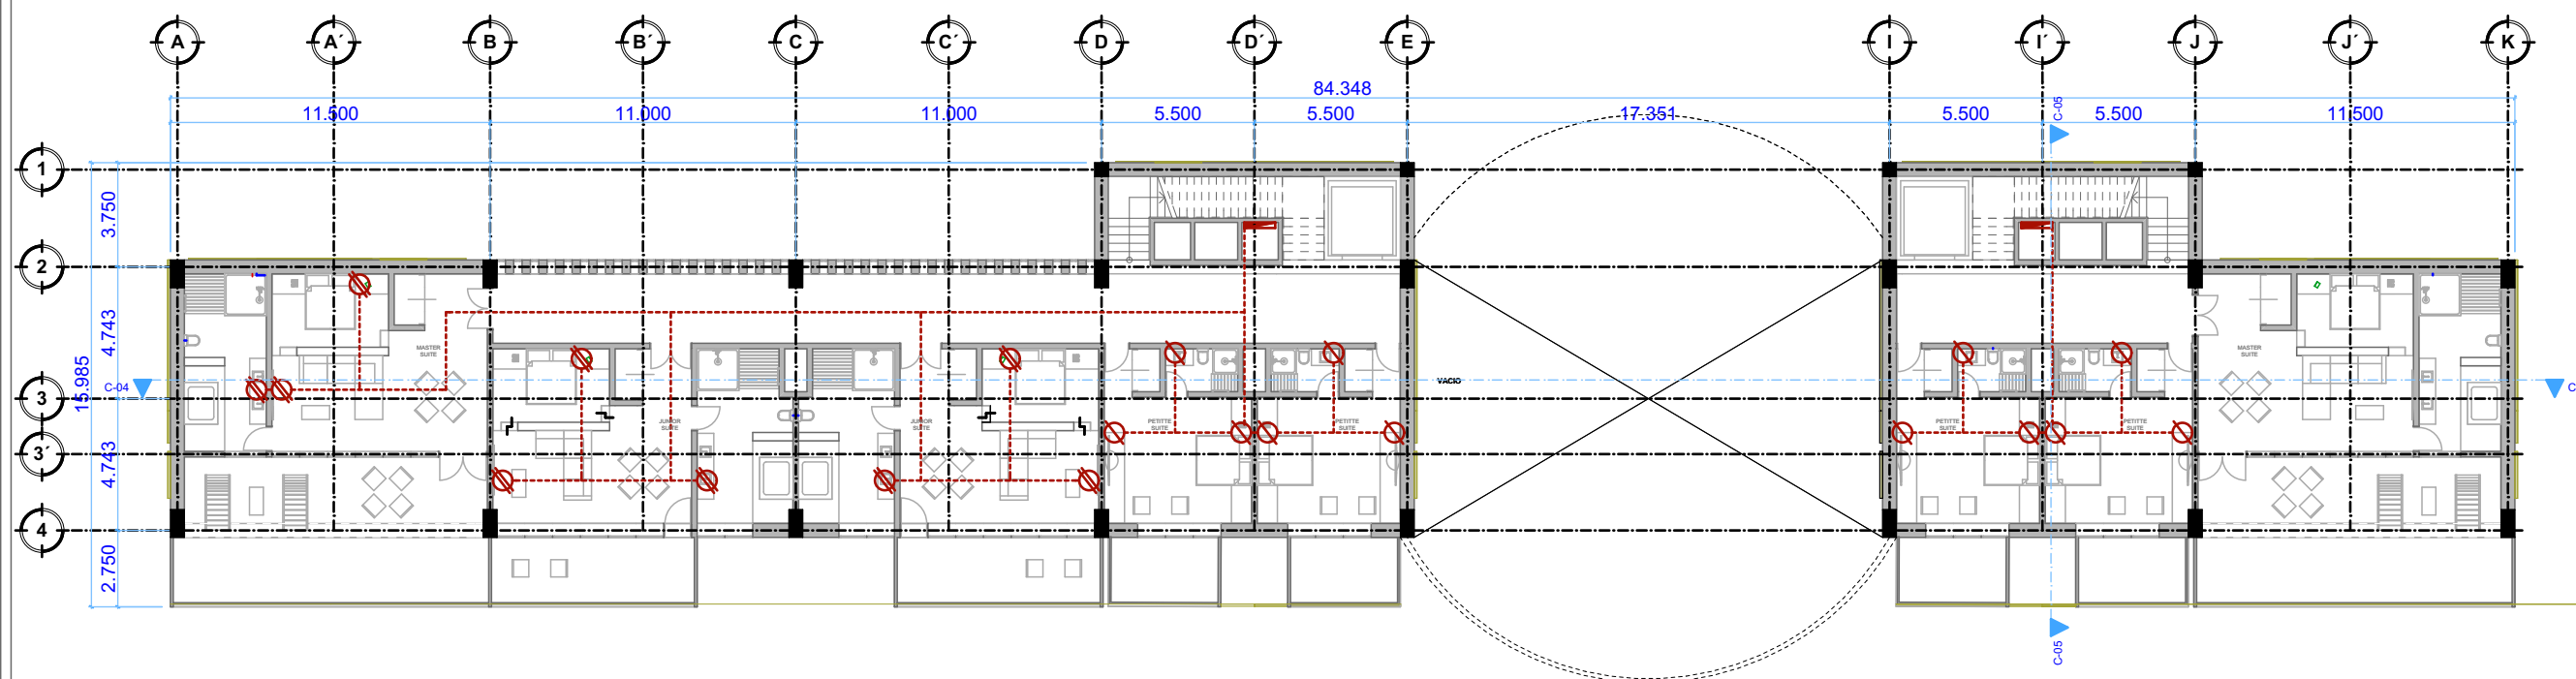 A A´ B B´ C C´ D D´ E I I´ J J´ K
84.348
11.500 11.000 11.000 5.500 5.500 17.351 5.500 5.500 11.500
C-05
1
3.750
2
4.743
15.985
MASTER
SUITE
MASTER
SUITE
C-04
VACIO
C
3
JUNIOR
SUITE
JUNIOR
SUITE
PETITTE
SUITE
PETITTE
SUITE
PETITTE
SUITE
PETITTE
SUITE
3´
4.743
4
2.750
C-05